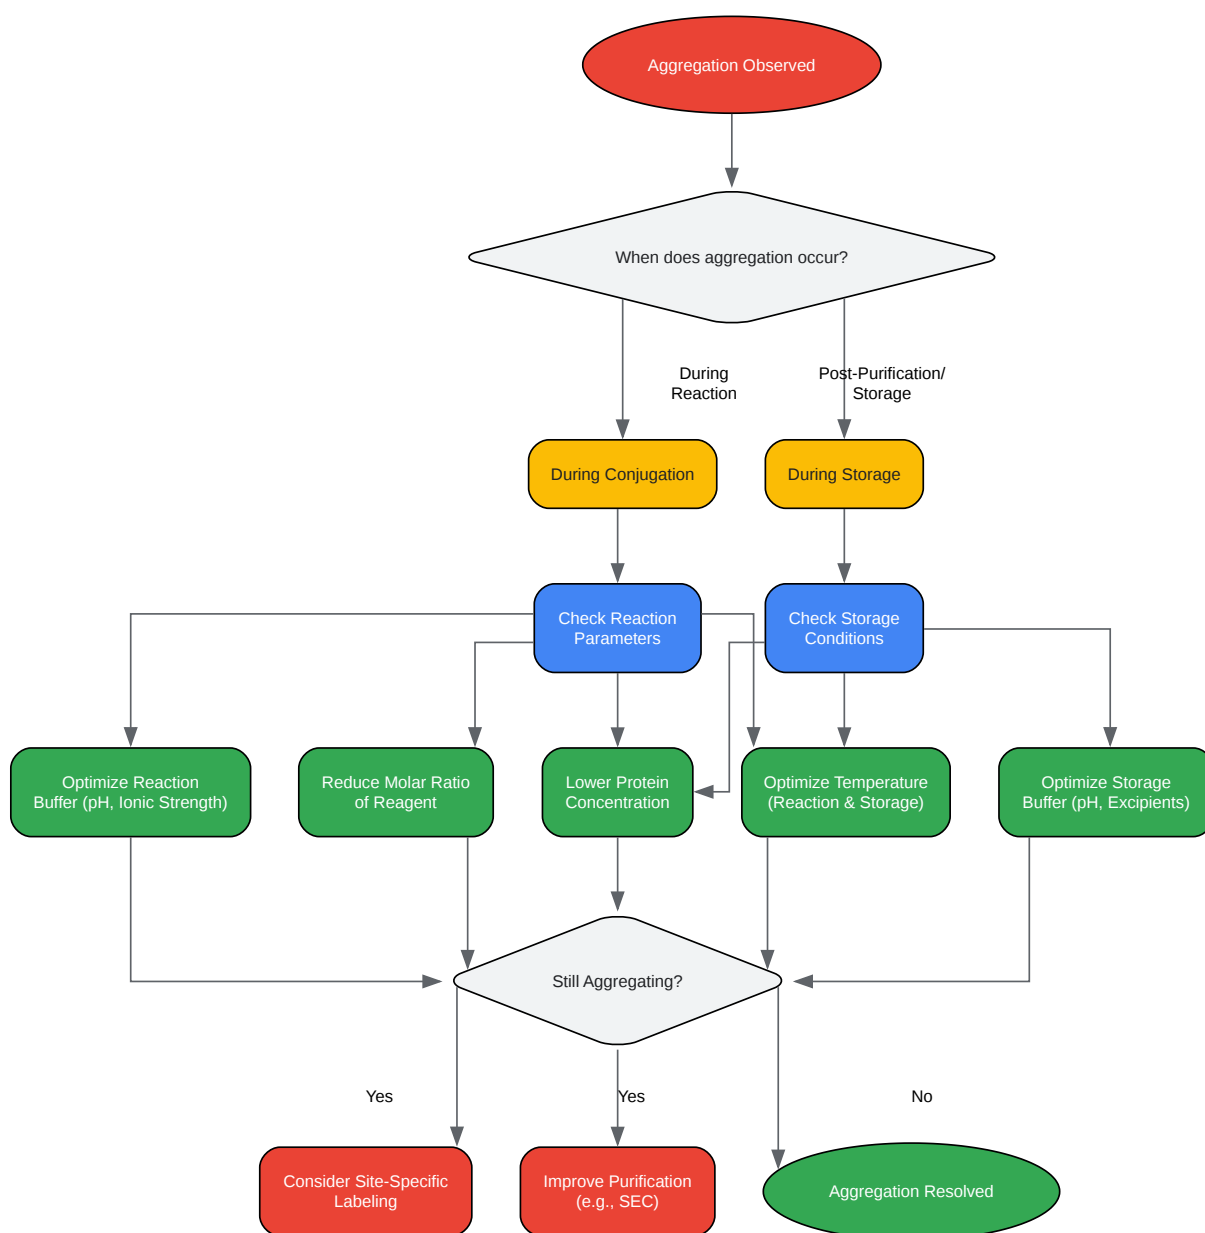 Aggregation Observed
When does aggregation occur?
During
Reaction
Post-Purification/
Storage
During Conjugation
During Storage
Check Reaction
Parameters
Check Storage
Conditions
Optimize Reaction
Buffer (pH, Ionic Strength)
Reduce Molar Ratio
of Reagent
Lower Protein
Concentration
Optimize Temperature
(Reaction & Storage)
Optimize Storage
Buffer (pH, Excipients)
Still Aggregating?
Yes
Yes
No
Consider Site-Specific
Labeling
Improve Purification
(e.g., SEC)
Aggregation Resolved